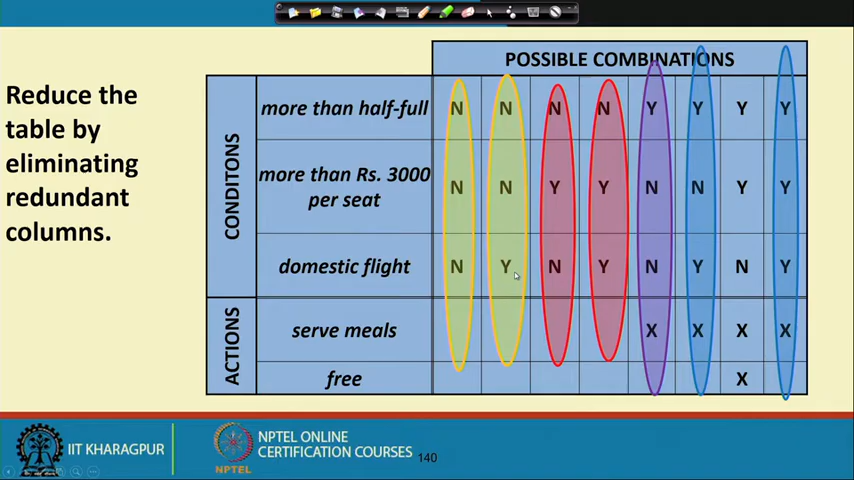 POSSIBLE COMBINATIONS
Reduce the
table by
eliminating
redundant
columns.
CONDITONS
more than half-full N N N N Y Y Y Y
more than Rs. 3000
per seat N N Y Y N N Y Y
domestic flight N Y N Y N Y N Y
ACTIONS
serve meals X X X X
free X
IIT KHARAGPUR
NPTEL
NPTEL ONLINE
CERTIFICATION COURSES
140